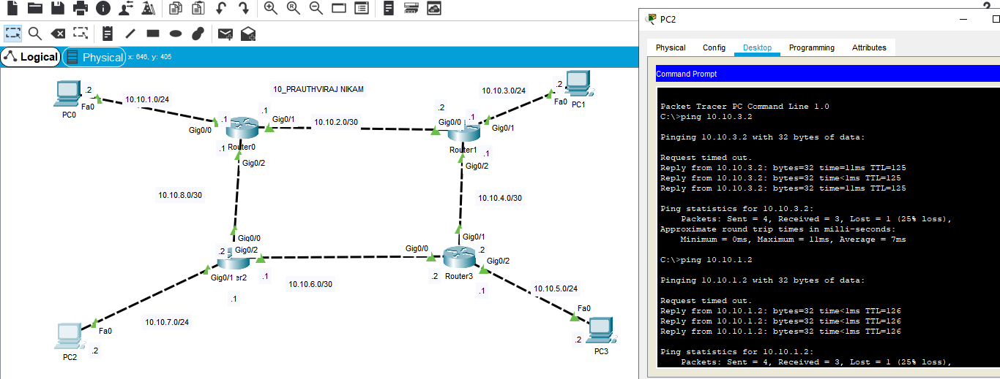 Logical
Physical
x: 646, y: 405
10_PRAUTHVIRAJ NIKAM
.2
Fa0
PC0
10.10.1.0/24
.1
Gig0/0
.1
Gig0/1
.1
Router0
Gig0/2
10.10.2.0/30
.2
Gig0/0
.1
Gig0/1
Router1
.1
Gig0/2
10.10.3.0/24
.2
Fa0
PC1
10.10.8.0/30
10.10.4.0/30
Gig0/0
.2
Gig0/2
Gig0/1
er2
.1
.1
10.10.6.0/30
Gig0/0
Gig0/1
.2
Gig0/2
.2
Router3
.1
10.10.5.0/24
Fa0
.2
PC3
10.10.7.0/24
Fa0
.2
PC2
PC2
Physical
Config
Desktop
Programming
Attributes
Command Prompt
Packet Tracer PC Command Line 1.0
C:\>ping 10.10.3.2
Pinging 10.10.3.2 with 32 bytes of data:
Request timed out.
Reply from 10.10.3.2: bytes=32 time=11ms TTL=125
Reply from 10.10.3.2: bytes=32 time<1ms TTL=125
Reply from 10.10.3.2: bytes=32 time=11ms TTL=125
Ping statistics for 10.10.3.2:
Packets: Sent = 4, Received = 3, Lost = 1 (25% loss),
Approximate round trip times in milli-seconds:
Minimum = 0ms, Maximum = 11ms, Average = 7ms
C:\>ping 10.10.1.2
Pinging 10.10.1.2 with 32 bytes of data:
Request timed out.
Reply from 10.10.1.2: bytes=32 time<1ms TTL=126
Reply from 10.10.1.2: bytes=32 time<1ms TTL=126
Reply from 10.10.1.2: bytes=32 time<1ms TTL=126
Ping statistics for 10.10.1.2:
Packets: Sent = 4, Received = 3, Lost = 1 (25% loss),